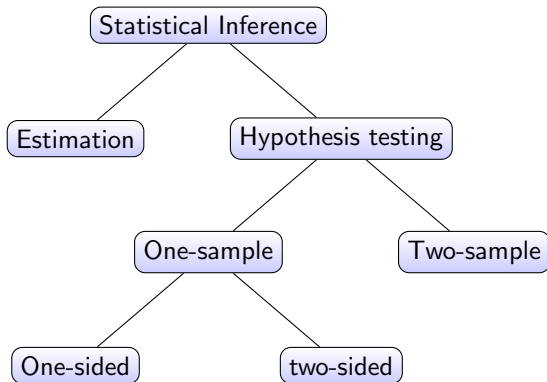 Statistical Inference
Estimation
Hypothesis testing
One-sample
Two-sample
One-sided
two-sided